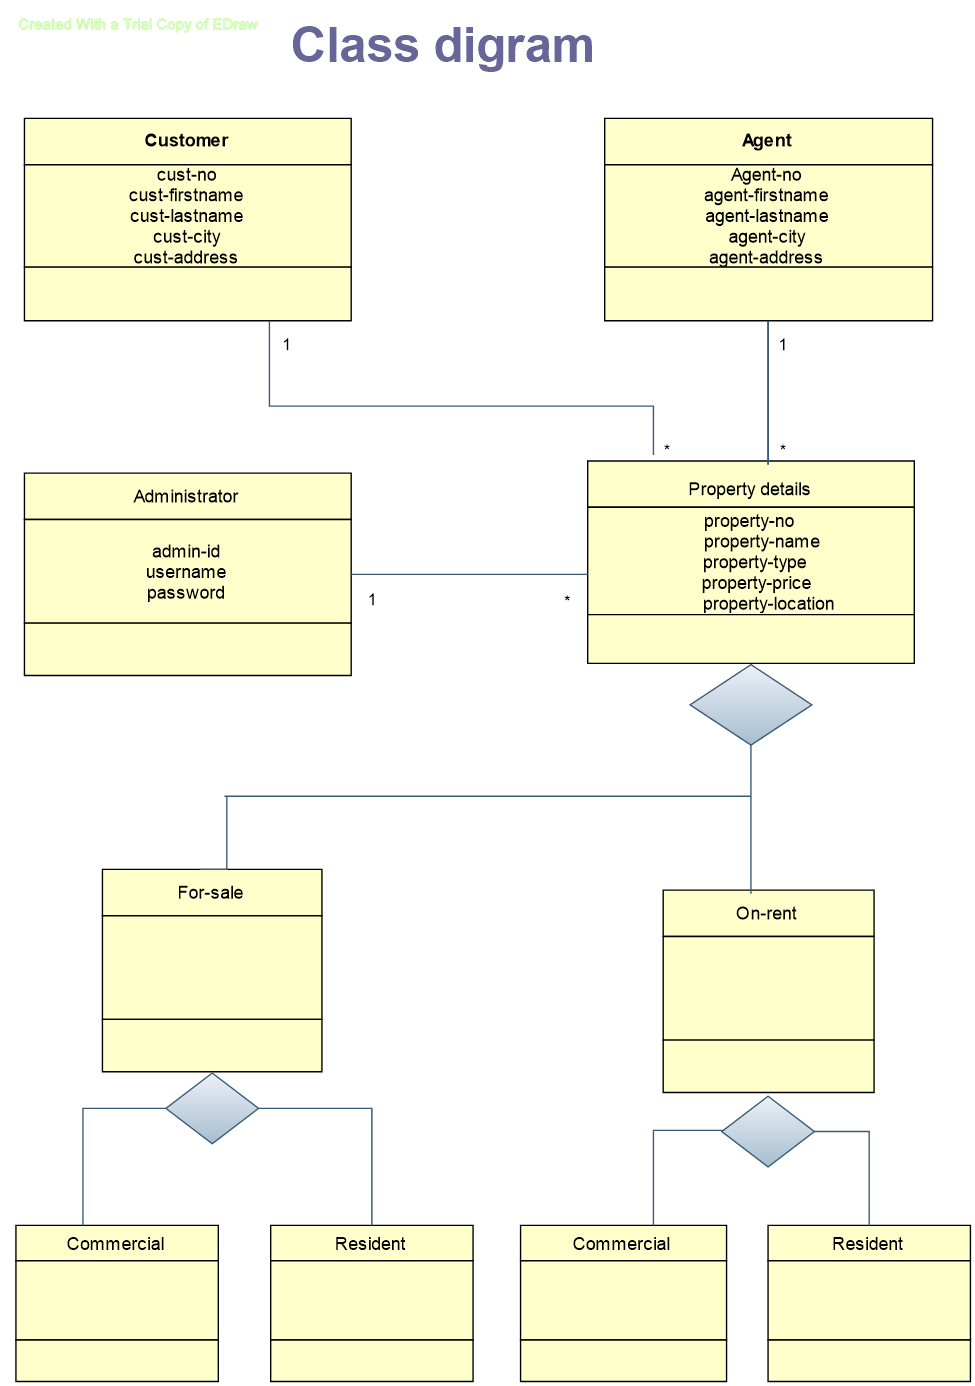 Created With a Trial Copy of EDraw
Class digram
Customer
cust-no
cust-firstname
cust-lastname
cust-city
cust-address
Agent
Agent-no
agent-firstname
agent-lastname
agent-city
agent-address
1
1
*
*
Administrator
admin-id
username
password
Property details
property-no
property-name
property-type
property-price
property-location
1
*
For-sale
On-rent
Commercial
Resident
Commercial
Resident